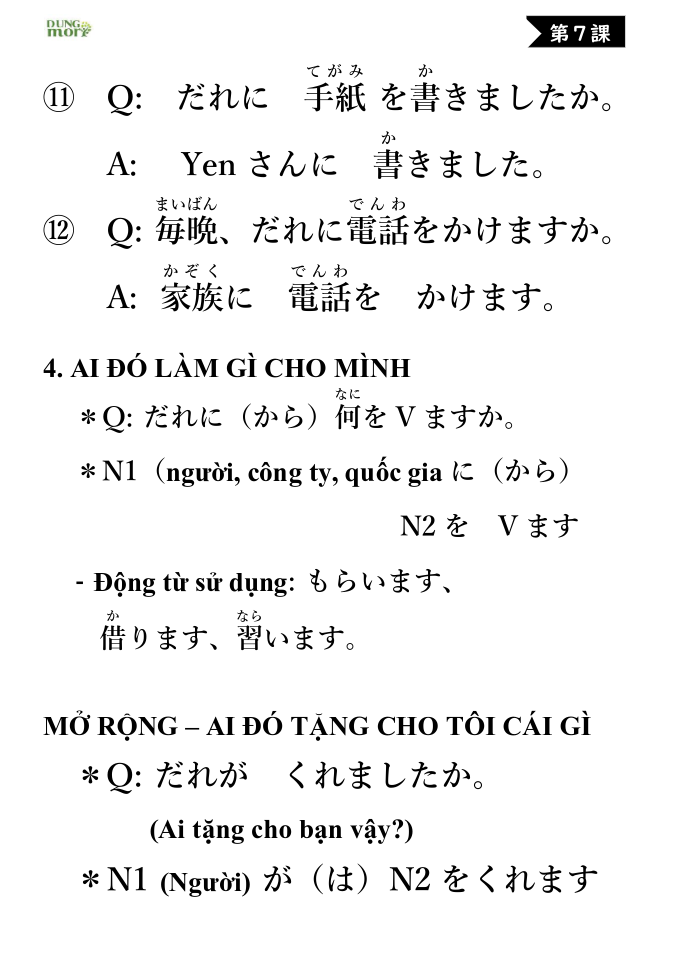 DUNG mori
第７課
てがみ か
⑪ Q: だれに 手紙 を書きましたか。
か
A: Yen さんに 書きました。
まいばん でんわ
⑫ Q: 毎晩、だれに電話をかけますか。
かぞく でんわ
A: 家族に 電話を かけます。
4. AI ĐÓ LÀM GÌ CHO MÌNH
なに
＊Q: だれに（から）何を V ますか。
＊N1（người, công ty, quốc gia に（から）
N2 を V ます
- Động từ sử dụng: もらいます、
か なら
借ります、習います。
MỞ RỘNG – AI ĐÓ TẶNG CHO TÔI CÁI GÌ
＊Q: だれが くれましたか。
(Ai tặng cho bạn vậy?)
＊N1 (Người) が（は）N2 をくれます